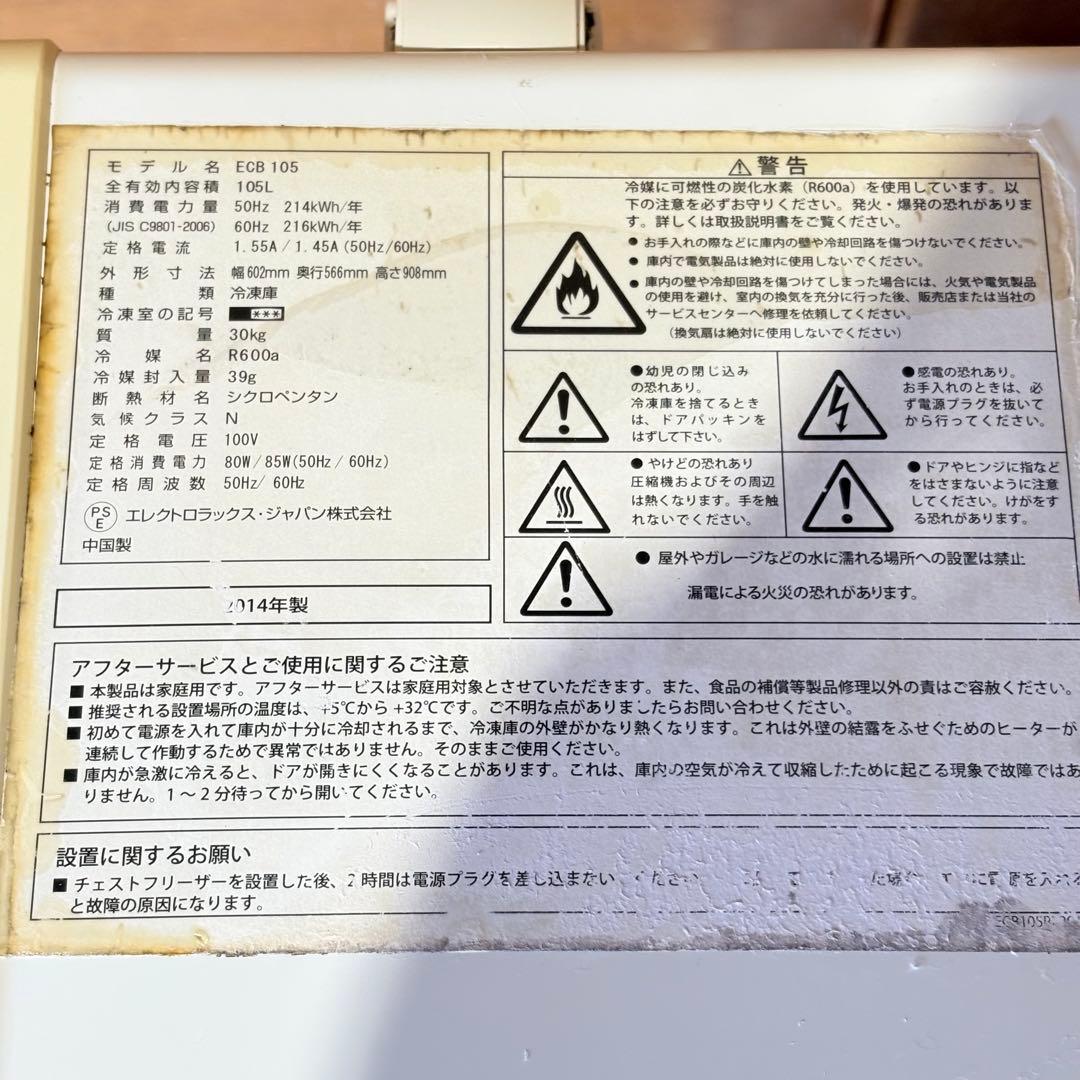 モデル名 ECB 105
全有効内容積 105L
消費電力量 50Hz 214kWh/年
(JIS C9801-2006) 60Hz 216kWh/年
定格電流 1.55A / 1.45A (50Hz/60Hz)
外形寸法 幅602mm 奥行566mm 高さ908mm
種類 冷凍庫
冷凍室の記号 ***
質量 30kg
冷媒名 R600a
冷媒封入量 39g
断熱材名 シクロペンタン
気候クラス N
定格電圧 100V
定格消費電力 80W/85W(50Hz/60Hz)
定格周波数 50Hz/60Hz
PSE エレクトロラックス・ジャパン株式会社
中国製
2014年製
⚠警告
冷媒に可燃性の炭化水素（R600a）を使用しています。以
下の注意を必ずお守りください。発火・爆発の恐れがありま
す。詳しくは取扱説明書をご覧ください。
● お手入れの際などに庫内の壁や冷却回路を傷つけないでください。
● 庫内で電気製品は絶対に使用しないでください。
● 庫内の壁や冷却回路を傷つけてしまった場合には、火気や電気製品
の使用を避け、室内の換気を充分に行った後、販売店または当社の
サービスセンターへ修理を依頼してください。
（換気扇は絶対に使用しないでください）
●幼児の閉じ込み
の恐れあり。
冷凍庫を捨てるとき
は、ドアパッキンを
はずして下さい。
●感電の恐れあり。
お手入れのときは、必
ず電源プラグを抜いて
から行ってください。
● やけどの恐れあり
圧縮機およびその周辺
は熱くなります。手を触
れないでください。
●ドアやヒンジに指など
をはさまないように注意
してください。けがをす
る恐れがあります。
● 屋外やガレージなどの水に濡れる場所への設置は禁止
漏電による火災の恐れがあります。
アフターサービスとご使用に関するご注意
■ 本製品は家庭用です。アフターサービスは家庭用対象とさせていただきます。また、食品の補償等製品修理以外の責はご容赦ください。
■ 推奨される設置場所の温度は、+5℃から +32℃です。ご不明な点がありましたらお問い合わせください。
■ 初めて電源を入れて庫内が十分に冷却されるまで、冷凍庫の外壁がかなり熱くなります。これは外壁の結露をふせぐためのヒーターが
連続して作動するためで異常ではありません。そのままご使用ください。
■ 庫内が急激に冷えると、ドアが開きにくくなることがあります。これは、庫内の空気が冷えて収縮したために起こる現象で故障ではあ
りません。1～2分待ってから開いてください。
設置に関するお願い
■ チェストフリーザーを設置した後、2時間は電源プラグを差し込まない
と故障の原因になります。